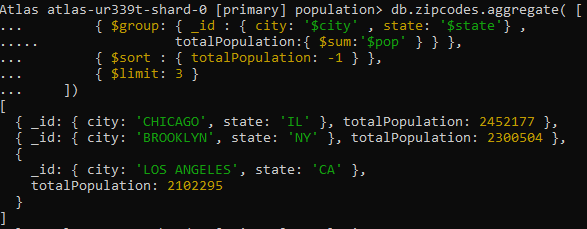 Atlas atlas-ur339t-shard-0 [primary] population> db.zipcodes.aggregate( [
... { $group: { _id : { city: '$city' , state: '$state'} ,
..... totalPopulation:{ $sum:'$pop' } } },
... { $sort : { totalPopulation: -1 } },
... { $limit: 3 }
... ])
[
{ _id: { city: 'CHICAGO', state: 'IL' }, totalPopulation: 2452177 },
{ _id: { city: 'BROOKLYN', state: 'NY' }, totalPopulation: 2300504 },
{
_id: { city: 'LOS ANGELES', state: 'CA' },
totalPopulation: 2102295
}
]